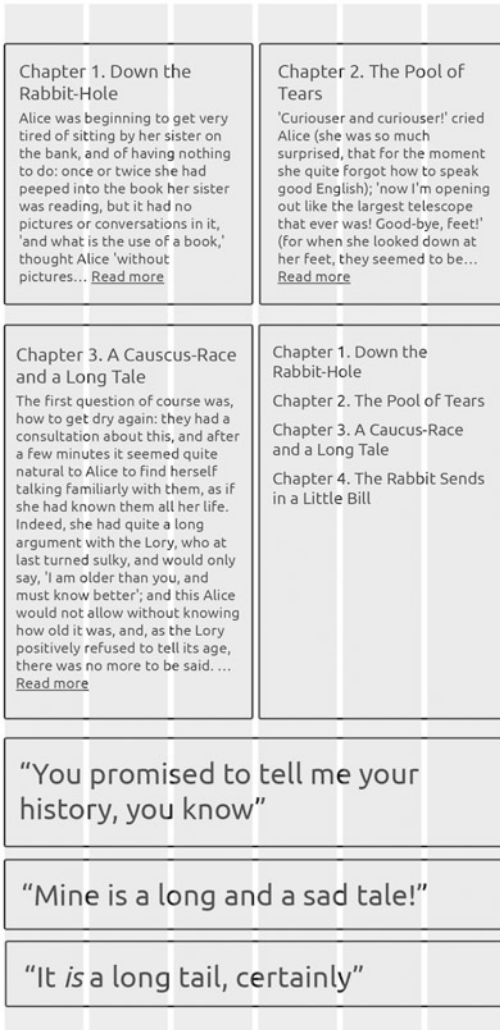 Chapter 1. Down the
Rabbit-Hole
Alice was beginning to get very
tired of sitting by her sister on
the bank, and of having nothing
to do: once or twice she had
peeped into the book her sister
was reading, but it had no
pictures or conversations in it,
'and what is the use of a book,'
thought Alice 'without
pictures... Read more
Chapter 2. The Pool of
Tears
'Curiouser and curiouser!' cried
Alice (she was so much
surprised, that for the moment
she quite forgot how to speak
good English); 'now I'm opening
out like the largest telescope
that ever was! Good-bye, feet!'
(for when she looked down at
her feet, they seemed to be...
Read more
Chapter 3. A Causcus-Race
and a Long Tale
The first question of course was,
how to get dry again: they had a
consultation about this, and after
a few minutes it seemed quite
natural to Alice to find herself
talking familiarly with them, as if
she had known them all her life.
Indeed, she had quite a long
argument with the Lory, who at
last turned sulky, and would only
say, 'I am older than you, and
must know better'; and this Alice
would not allow without knowing
how old it was, and, as the Lory
positively refused to tell its age,
there was no more to be said. ...
Read more
Chapter 1. Down the
Rabbit-Hole
Chapter 2. The Pool of Tears
Chapter 3. A Caucus-Race
and a Long Tale
Chapter 4. The Rabbit Sends
in a Little Bill
“You promised to tell me your
history, you know”
“Mine is a long and a sad tale!”
“It is a long tail, certainly”